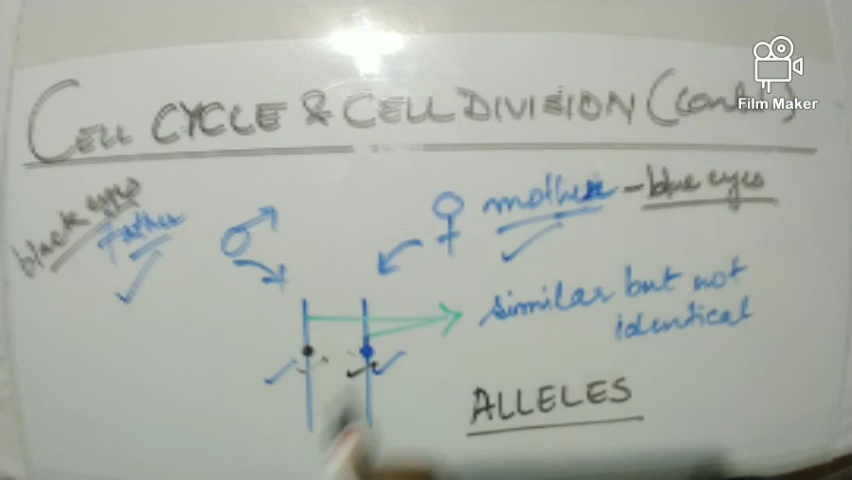 CELL CYCLE & CELL DIVISION (contd)
Film Maker
black eyes
Father
♂
♀ mother - blue eyes
similar but not
identical
ALLELES